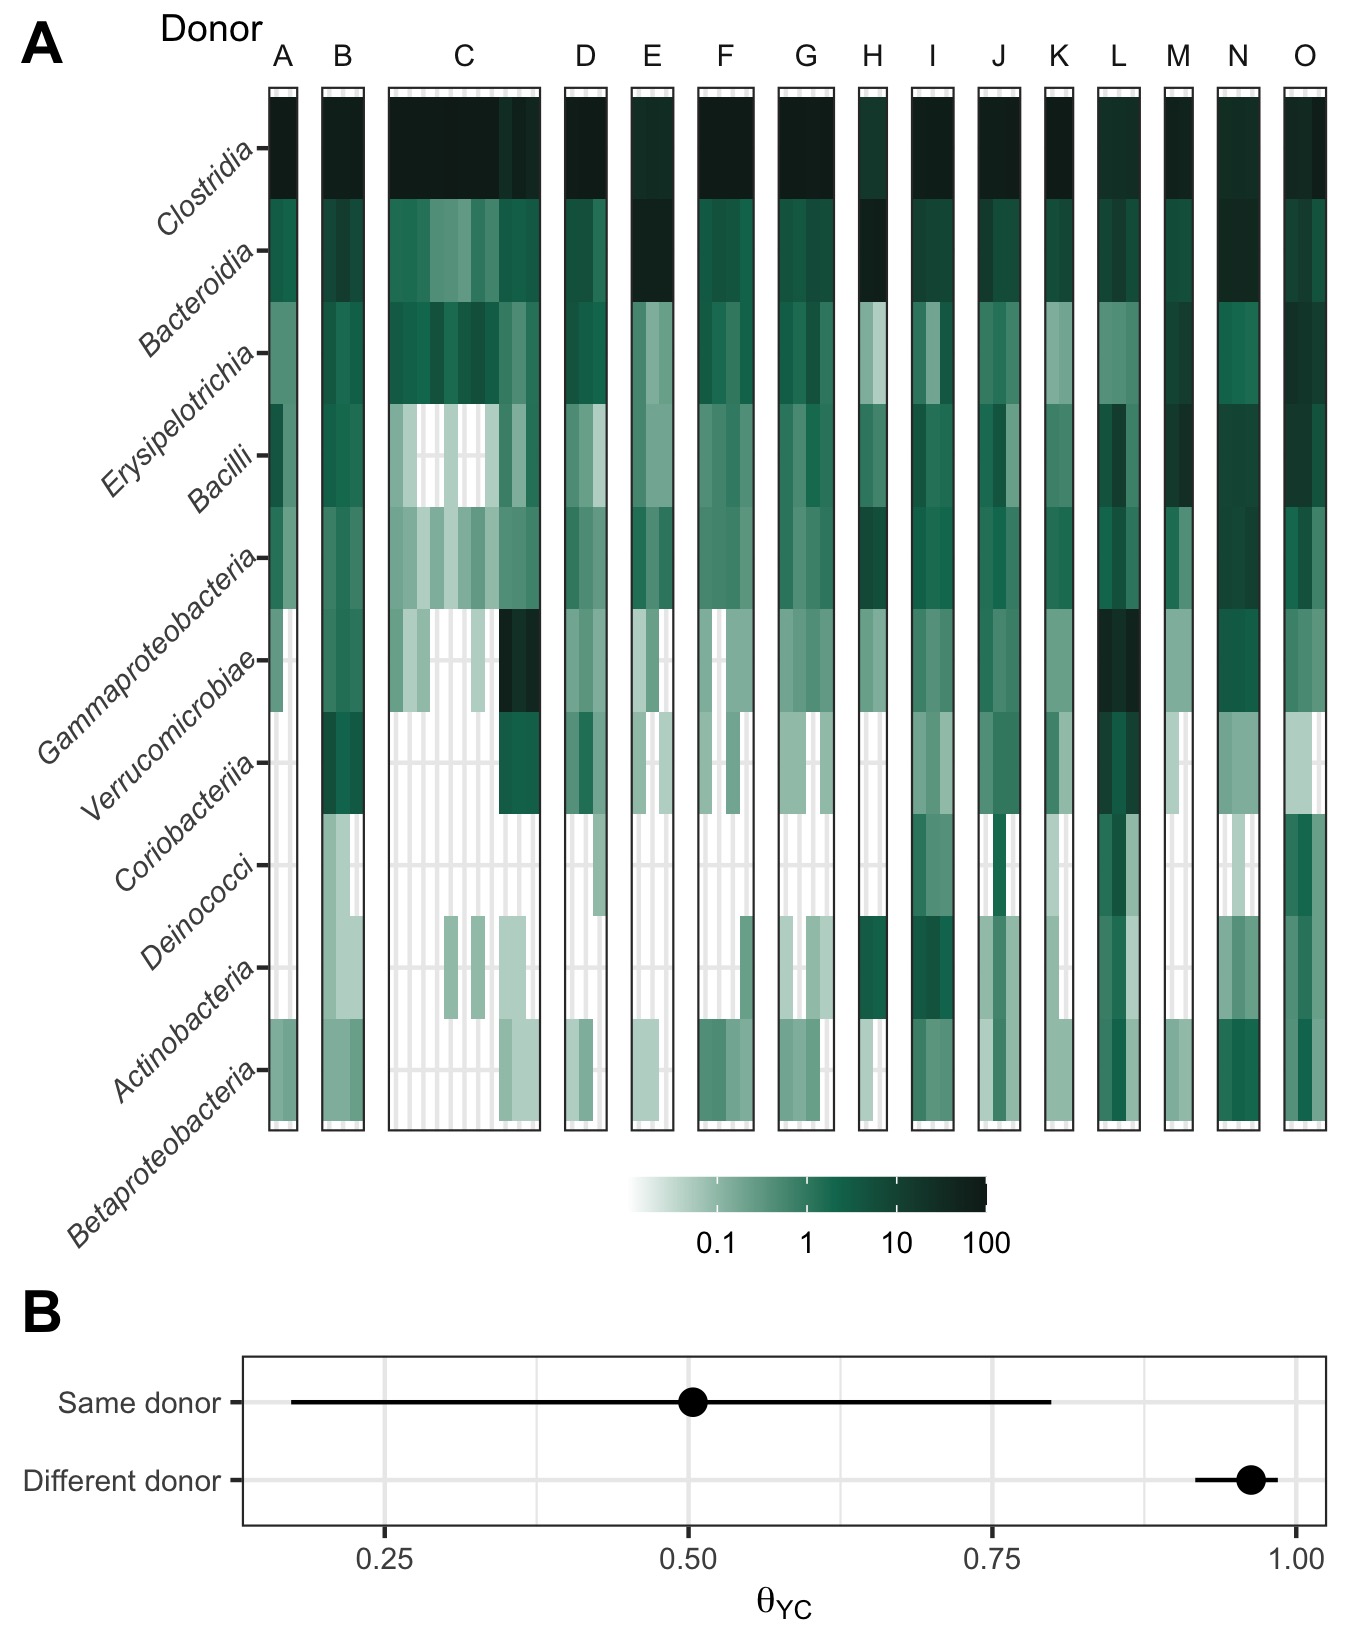 A
Donor
A B C D E F G H I J K L M N O
Clostridia
Bacteroidia
Erysipelotrichia
Bacilli
Gammaproteobacteria
Verrucomicrobiae
Coriobacteriia
Deinococci
Actinobacteria
Betaproteobacteria
0.1 1 10 100
B
Same donor
Different donor
0.25 0.50 0.75 1.00
θYC